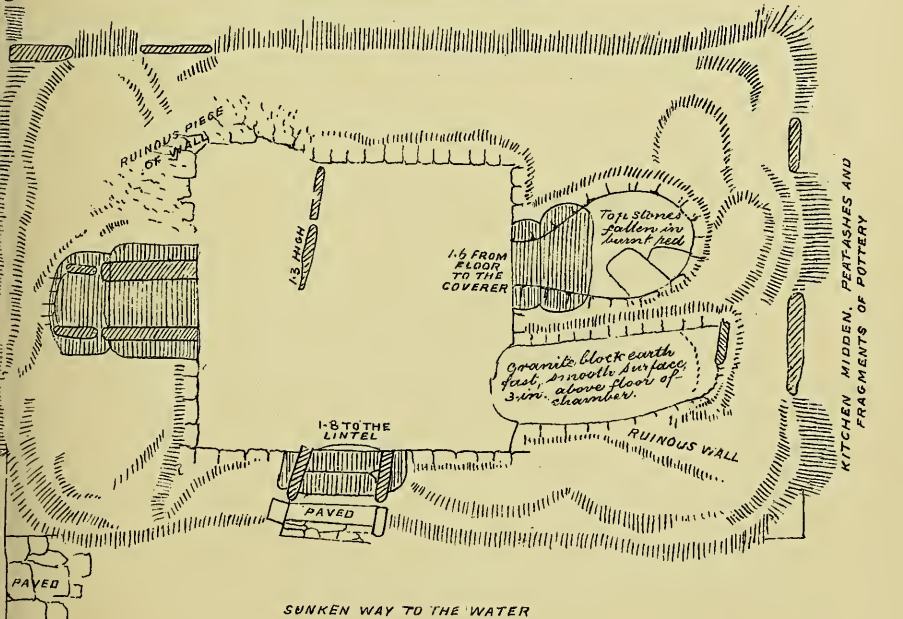 RUINOUS PIECE
OF WALL
1·3 HIGH
1.6 FROM
FLOOR
TO THE
COVERER
Top stones
fallen in
burnt red
Granite block earth
fast, smooth surface,
3·in. above floor of
chamber.
1·8 TO THE
LINTEL
RUINOUS WALL
PAVED
PAVED
KITCHEN MIDDEN. PEAT-ASHES AND
FRAGMENTS OF POTTERY
SUNKEN WAY TO THE WATER